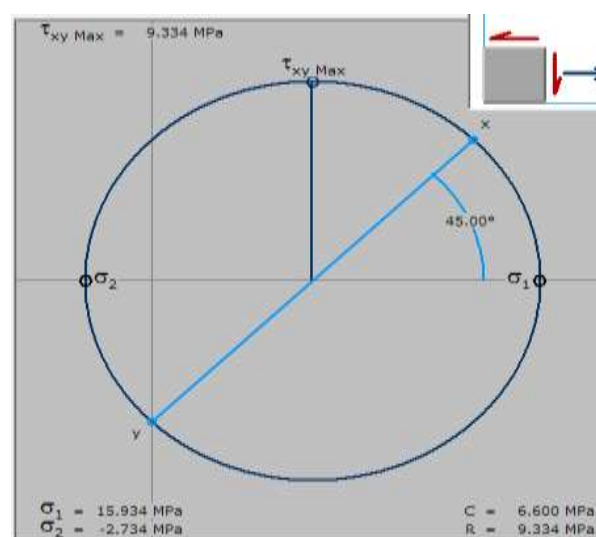 τxy Max = 9.334 MPa
τxy Max
x
45.00°
σ2
σ1
y
σ1 = 15.934 MPa
σ2 = -2.734 MPa
C = 6.600 MPa
R = 9.334 MPa